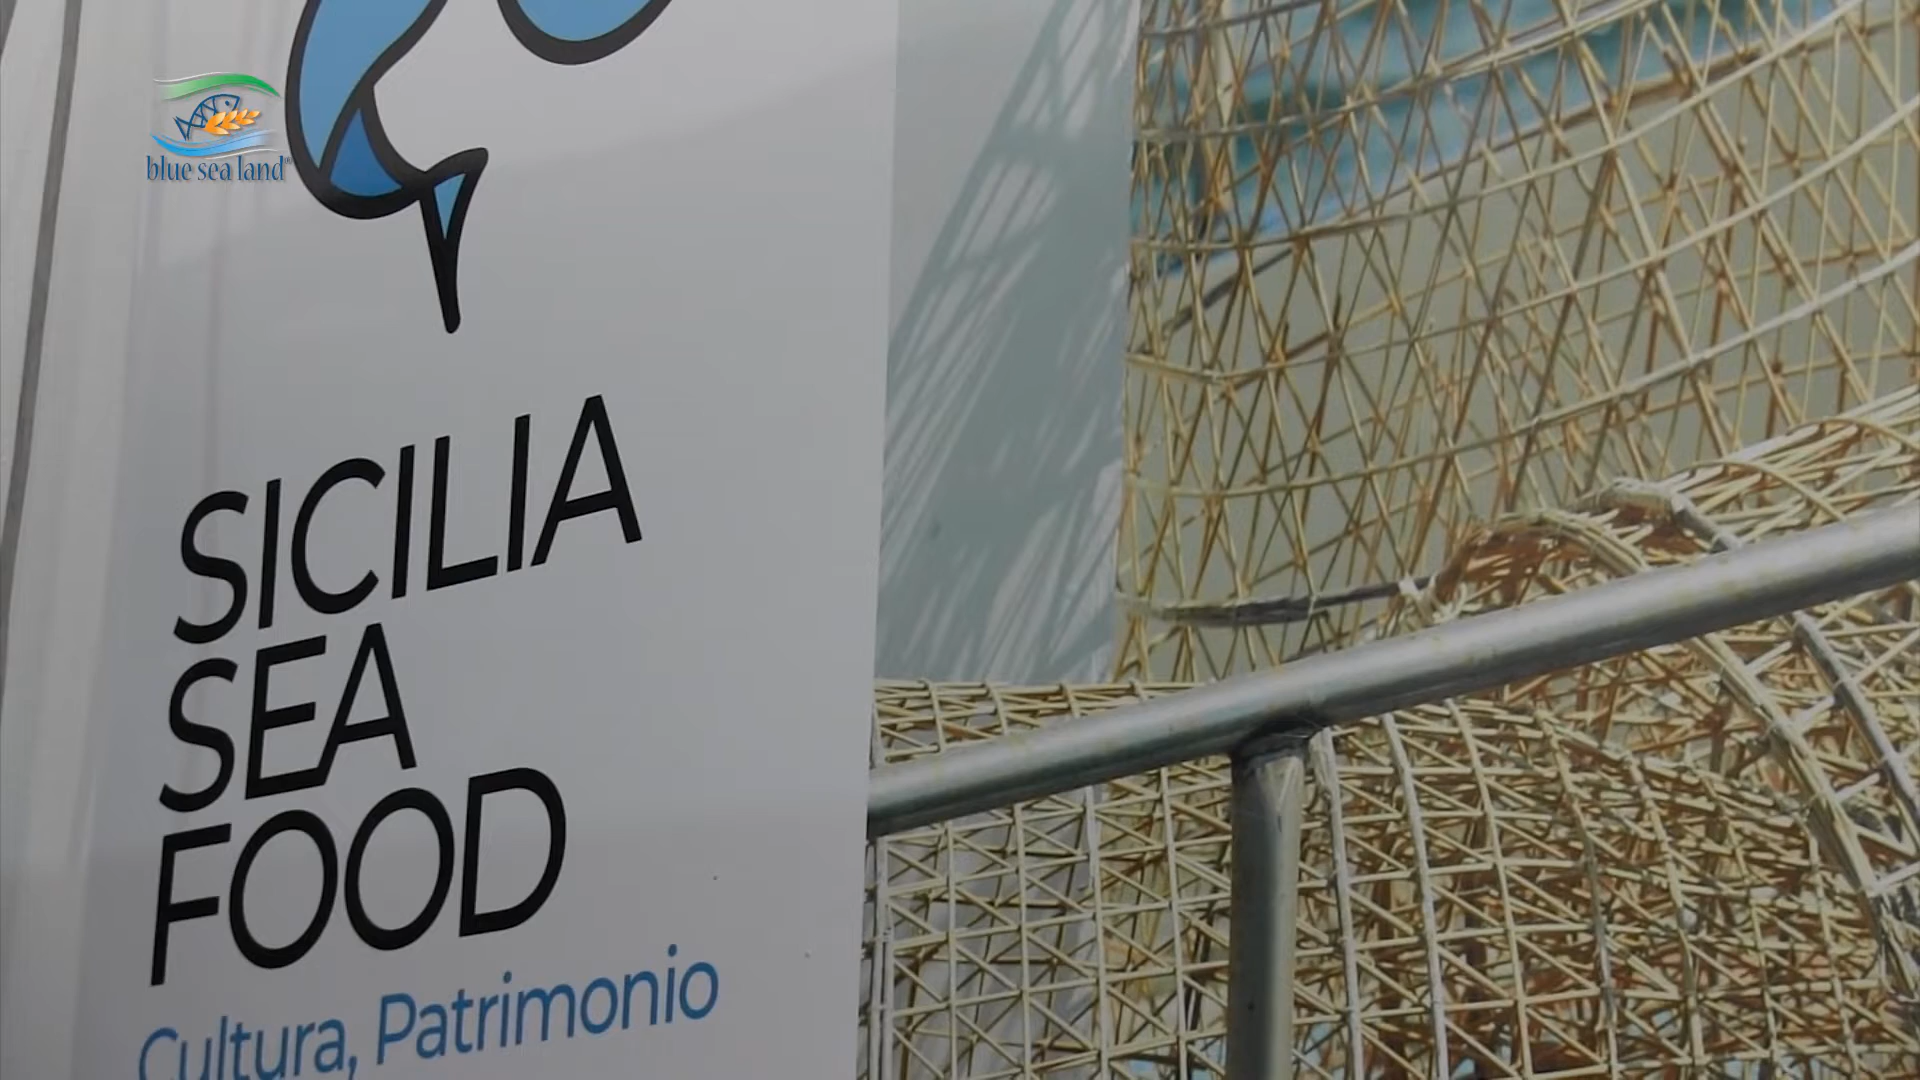 blue sea land
SICILIA
SEA
FOOD
Cultura, Patrimonio